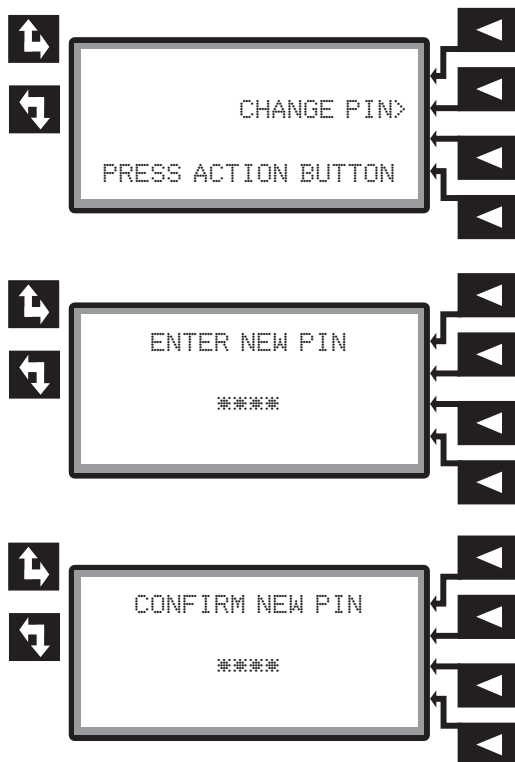 CHANGE PIN>
PRESS ACTION BUTTON
ENTER NEW PIN
****
CONFIRM NEW PIN
****